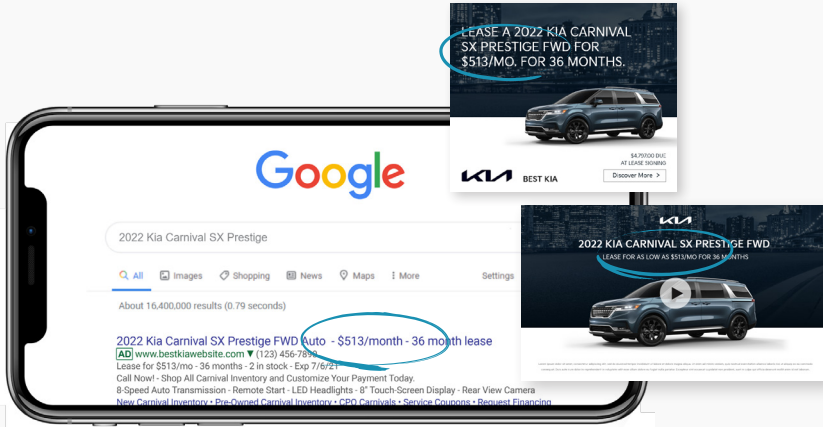 LEASE A 2022 KIA CARNIVAL
SX PRESTIGE FWD FOR
$513/MO. FOR 36 MONTHS.
$4,797.00 DUE
AT LEASE SIGNING
KIA
BEST KIA
Discover More >
Google
2022 Kia Carnival SX Prestige
All Images Shopping News Maps More Settings
About 16,400,000 results (0.79 seconds)
2022 Kia Carnival SX Prestige FWD Auto - $513/month - 36 month lease
AD www.bestkiawebsite.com ▼ (123) 456-7890
Lease for $513/mo - 36 months - 2 in stock - Exp 7/6/21
Call Now! - Shop All Carnival Inventory and Customize Your Payment Today.
8-Speed Auto Transmission - Remote Start - LED Headlights - 8" Touch-Screen Display - Rear View Camera
New Carnival Inventory • Pre-Owned Carnival Inventory • CPO Carnivals • Service Coupons • Request Financing
KIA
2022 KIA CARNIVAL SX PRESTIGE FWD
LEASE FOR AS LOW AS $513/MO FOR 36 MONTHS